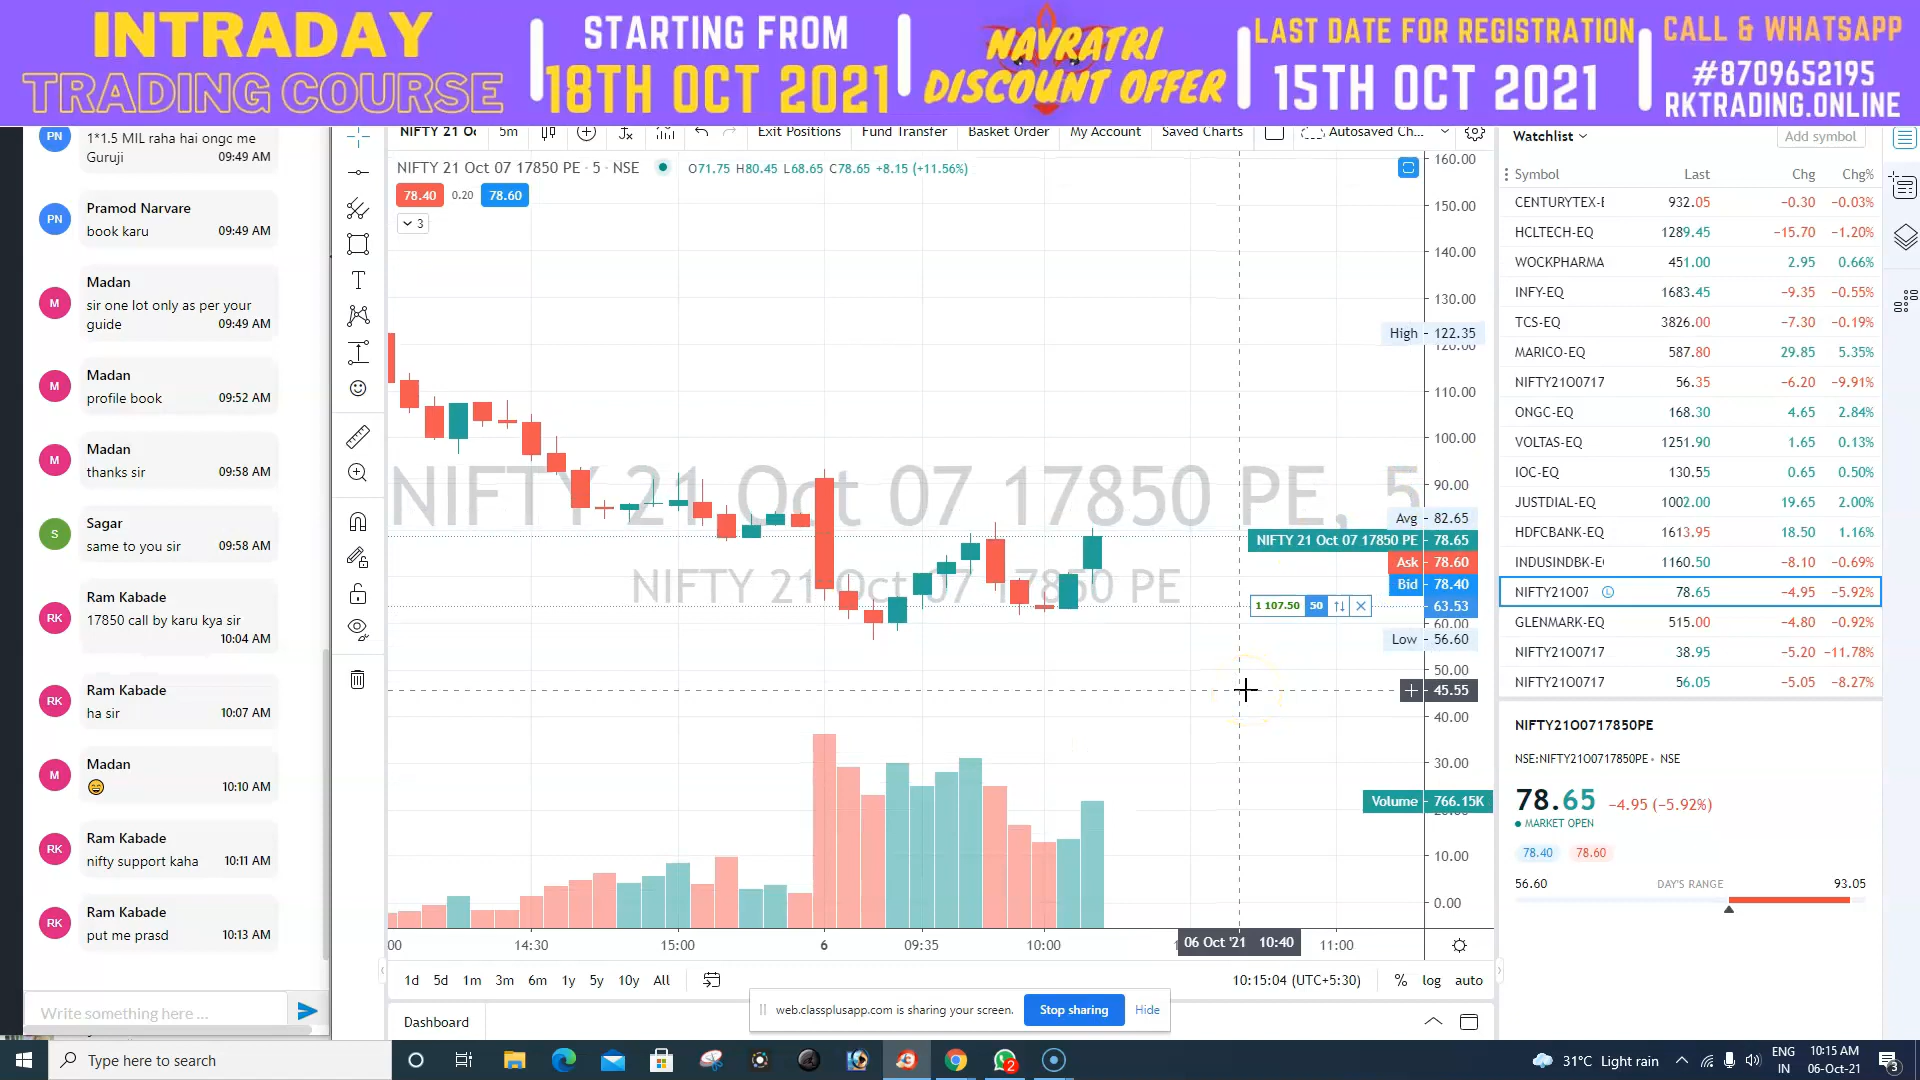 INTRADAY
TRADING COURSE
STARTING FROM
18TH OCT 2021
NAVRATRI
DISCOUNT OFFER
LAST DATE FOR REGISTRATION
15TH OCT 2021
CALL & WHATSAPP
#8709652195
RKTRADING.ONLINE
PN
1*1.5 MIL raha hai ongc me
Guruji
09:49 AM
PN
Pramod Narvare
book karu
09:49 AM
M
Madan
sir one lot only as per your
guide
09:49 AM
M
Madan
profile book
09:52 AM
M
Madan
thanks sir
09:58 AM
S
Sagar
same to you sir
09:58 AM
RK
Ram Kabade
17850 call by karu kya sir
10:04 AM
RK
Ram Kabade
ha sir
10:07 AM
M
Madan
10:10 AM
RK
Ram Kabade
nifty support kaha
10:11 AM
RK
Ram Kabade
put me prasd
10:13 AM
Write something here ...
NIFTY 21 Oc
5m
Exit Positions
Fund Transfer
Basket Order
My Account
Saved Charts
Autosaved Ch...
NIFTY 21 Oct 07 17850 PE · 5 · NSE
O71.75 H80.45 L68.65 C78.65 +8.15 (+11.56%)
78.40
0.20
78.60
3
NIFTY 21 Oct 07 17850 PE, 5
NIFTY 21 Oct 07 17850 PE
160.00
150.00
140.00
130.00
High - 122.35
120.00
110.00
100.00
90.00
Avg - 82.65
NIFTY 21 Oct 07 17850 PE - 78.65
Ask - 78.60
Bid - 78.40
1 107.50 50
63.53
60.00
Low - 56.60
50.00
45.55
40.00
30.00
Volume - 766.15K
10.00
0.00
14:30
15:00
6
09:35
10:00
06 Oct '21 10:40
11:00
1d 5d 1m 3m 6m 1y 5y 10y All
10:15:04 (UTC+5:30)
% log auto
Dashboard
web.classplusapp.com is sharing your screen.
Stop sharing
Hide
Watchlist
Add symbol
Symbol Last Chg Chg%
CENTURYTEX-E 932.05 −0.30 −0.03%
HCLTECH-EQ 1289.45 −15.70 −1.20%
WOCKPHARMA 451.00 2.95 0.66%
INFY-EQ 1683.45 −9.35 −0.55%
TCS-EQ 3826.00 −7.30 −0.19%
MARICO-EQ 587.80 29.85 5.35%
NIFTY21O0717 56.35 −6.20 −9.91%
ONGC-EQ 168.30 4.65 2.84%
VOLTAS-EQ 1251.90 1.65 0.13%
IOC-EQ 130.55 0.65 0.50%
JUSTDIAL-EQ 1002.00 19.65 2.00%
HDFCBANK-EQ 1613.95 18.50 1.16%
INDUSINDBK-E 1160.50 −8.10 −0.69%
NIFTY21O07 78.65 −4.95 −5.92%
GLENMARK-EQ 515.00 −4.80 −0.92%
NIFTY21O0717 38.95 −5.20 −11.78%
NIFTY21O0717 56.05 −5.05 −8.27%
NIFTY21O0717850PE
NSE:NIFTY21O0717850PE • NSE
78.65 −4.95 (−5.92%)
MARKET OPEN
78.40 78.60
56.60 DAY'S RANGE 93.05
Type here to search
2
31°C Light rain
ENG
IN
10:15 AM
06-Oct-21
3